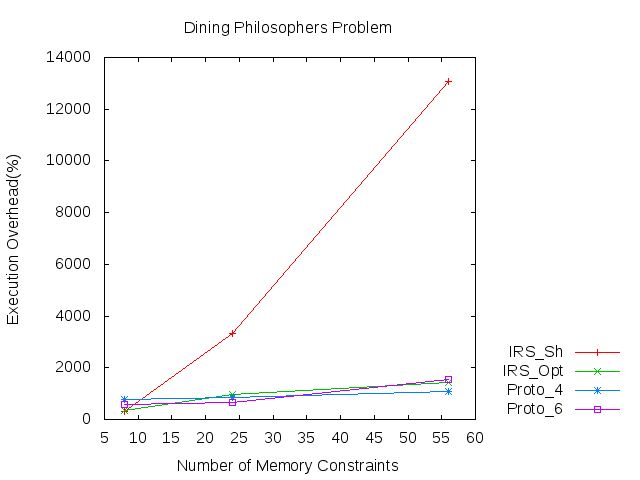 Dining Philosophers Problem
14000
12000
10000
8000
6000
4000
2000
0
Execution Overhead(%)
5 10 15 20 25 30 35 40 45 50 55 60
Number of Memory Constraints
IRS_Sh
IRS_Opt
Proto_4
Proto_6